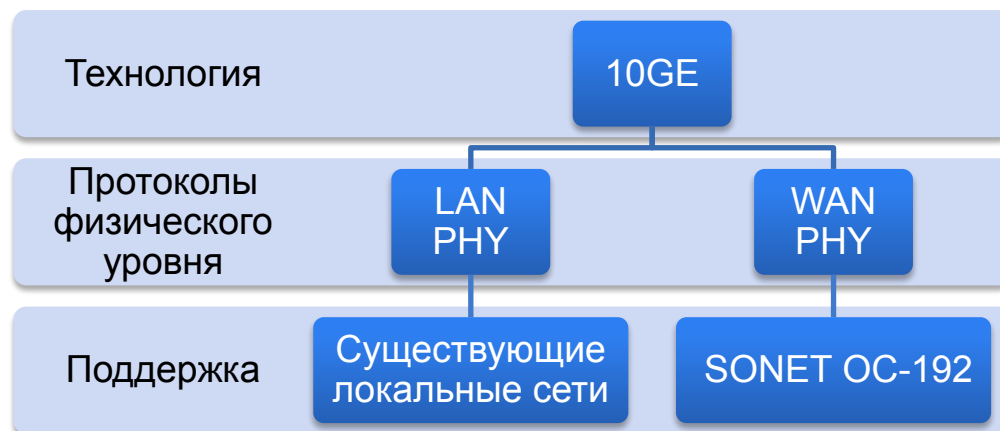 Технология
10GE
Протоколы
физического
уровня
LAN
PHY
WAN
PHY
Поддержка
Существующие
локальные сети
SONET OC-192